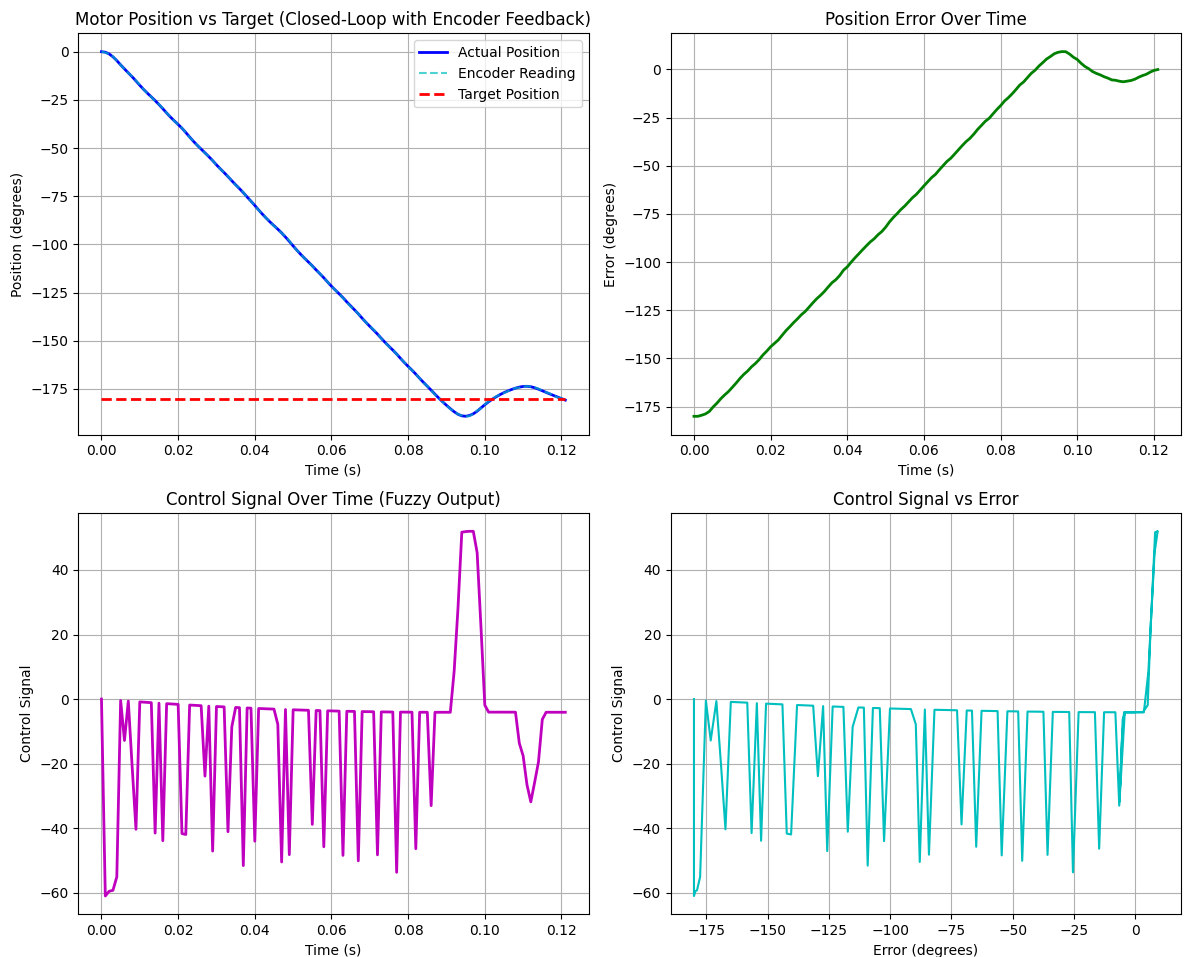 Motor Position vs Target (Closed-Loop with Encoder Feedback)
Actual Position
Encoder Reading
Target Position
0
−25
−50
−75
−100
−125
−150
−175
Position (degrees)
0.00 0.02 0.04 0.06 0.08 0.10 0.12
Time (s)
Position Error Over Time
0
−25
−50
−75
−100
−125
−150
−175
Error (degrees)
0.00 0.02 0.04 0.06 0.08 0.10 0.12
Time (s)
Control Signal Over Time (Fuzzy Output)
40
20
0
−20
−40
−60
Control Signal
0.00 0.02 0.04 0.06 0.08 0.10 0.12
Time (s)
Control Signal vs Error
40
20
0
−20
−40
−60
Control Signal
−175 −150 −125 −100 −75 −50 −25 0
Error (degrees)